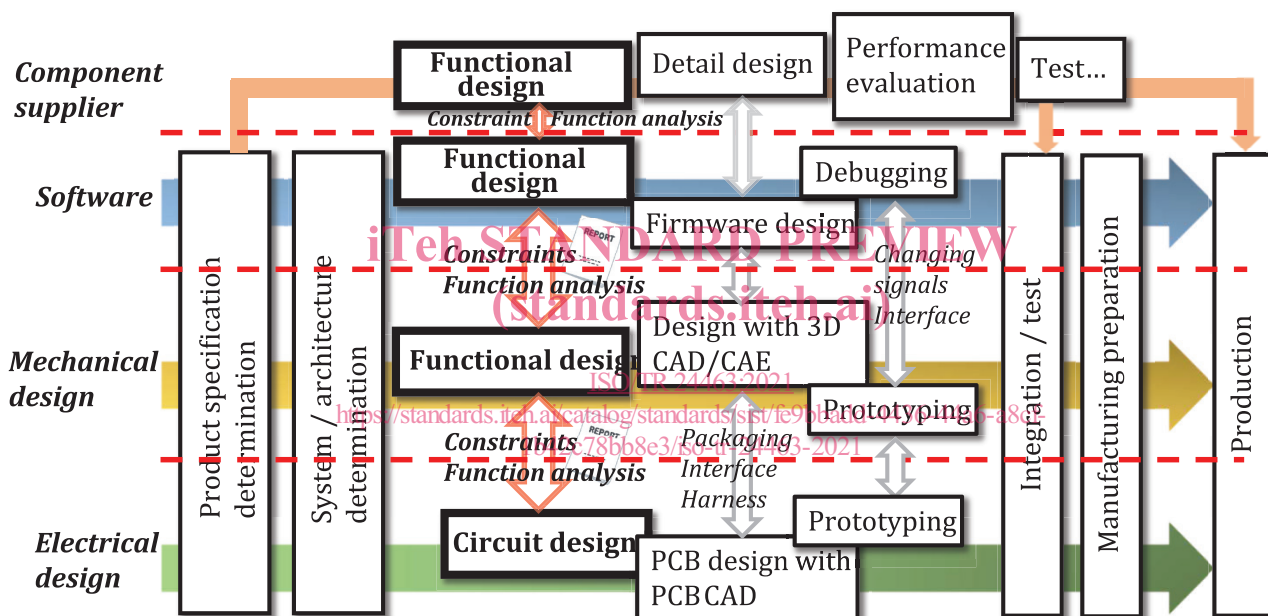 Component
supplier
Functional
design
Detail design
Performance
evaluation
Test...
Constraint
Function analysis
Software
Functional
design
Debugging
Firmware design
REPORT
Constraints
Function analysis
Changing
signals
Interface
iTeh STANDARD PREVIEW
(standards.iteh.ai)
Mechanical
design
Functional design
Design with 3D
CAD/CAE
ISO/TR 24463:2021
Prototyping
REPORT
Constraints
Function analysis
Packaging
Interface
Harness
Electrical
design
Circuit design
Prototyping
PCB design with
PCB CAD
Product specification
determination
System / architecture
determination
Integration / test
Manufacturing preparation
Production